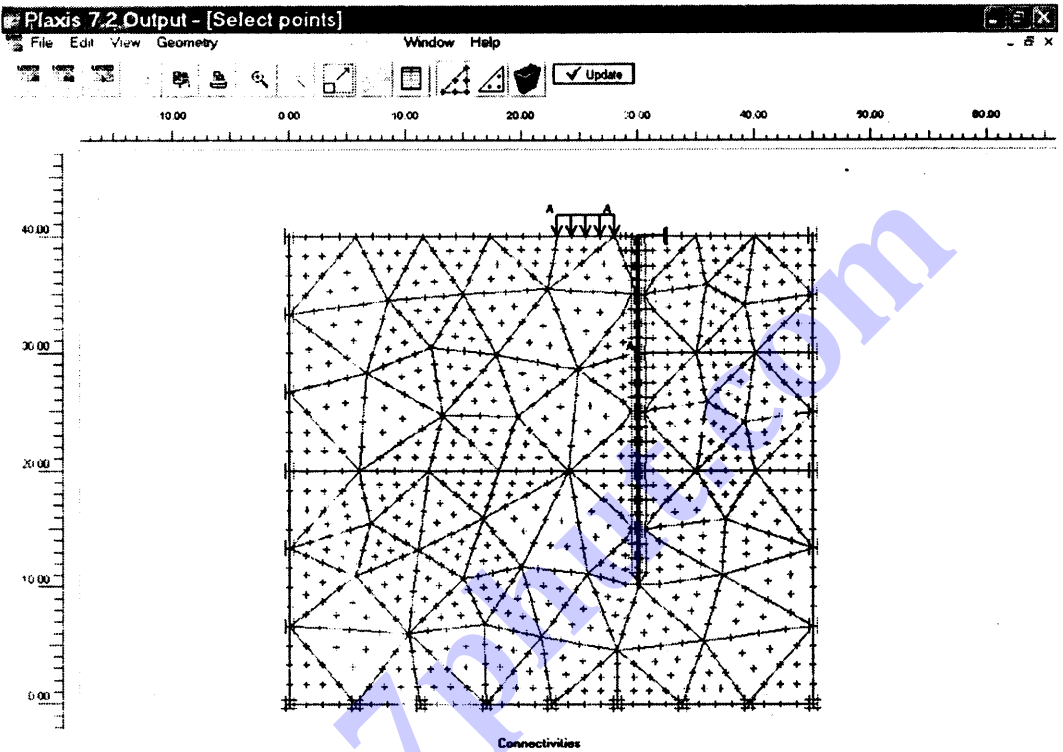 Plaxis 7.2 Output - [Select points]
File Edit View Geometry Window Help
Update
10.00 0.00 10.00 20.00 30.00 40.00 50.00 60.00
A A
40.00
30.00
A
20.00
10.00
0.00
Connectivities
7phut.com